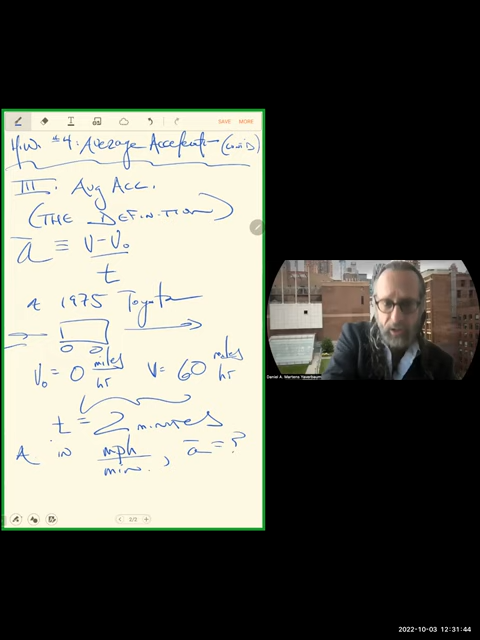 SAVE MORE
H.W. #4: Average Acceleration (cont'd)
III. Avg Acc.
(THE DEFINITION)
a ≡ V-V₀
t
A 1975 Toyota
V₀ = 0 miles/hr V = 60 miles/hr
t = 2 minutes
A. in mph/min., a = ?
2/2
Daniel A. Martens Yaverbaum
2022-10-03 12:31:44